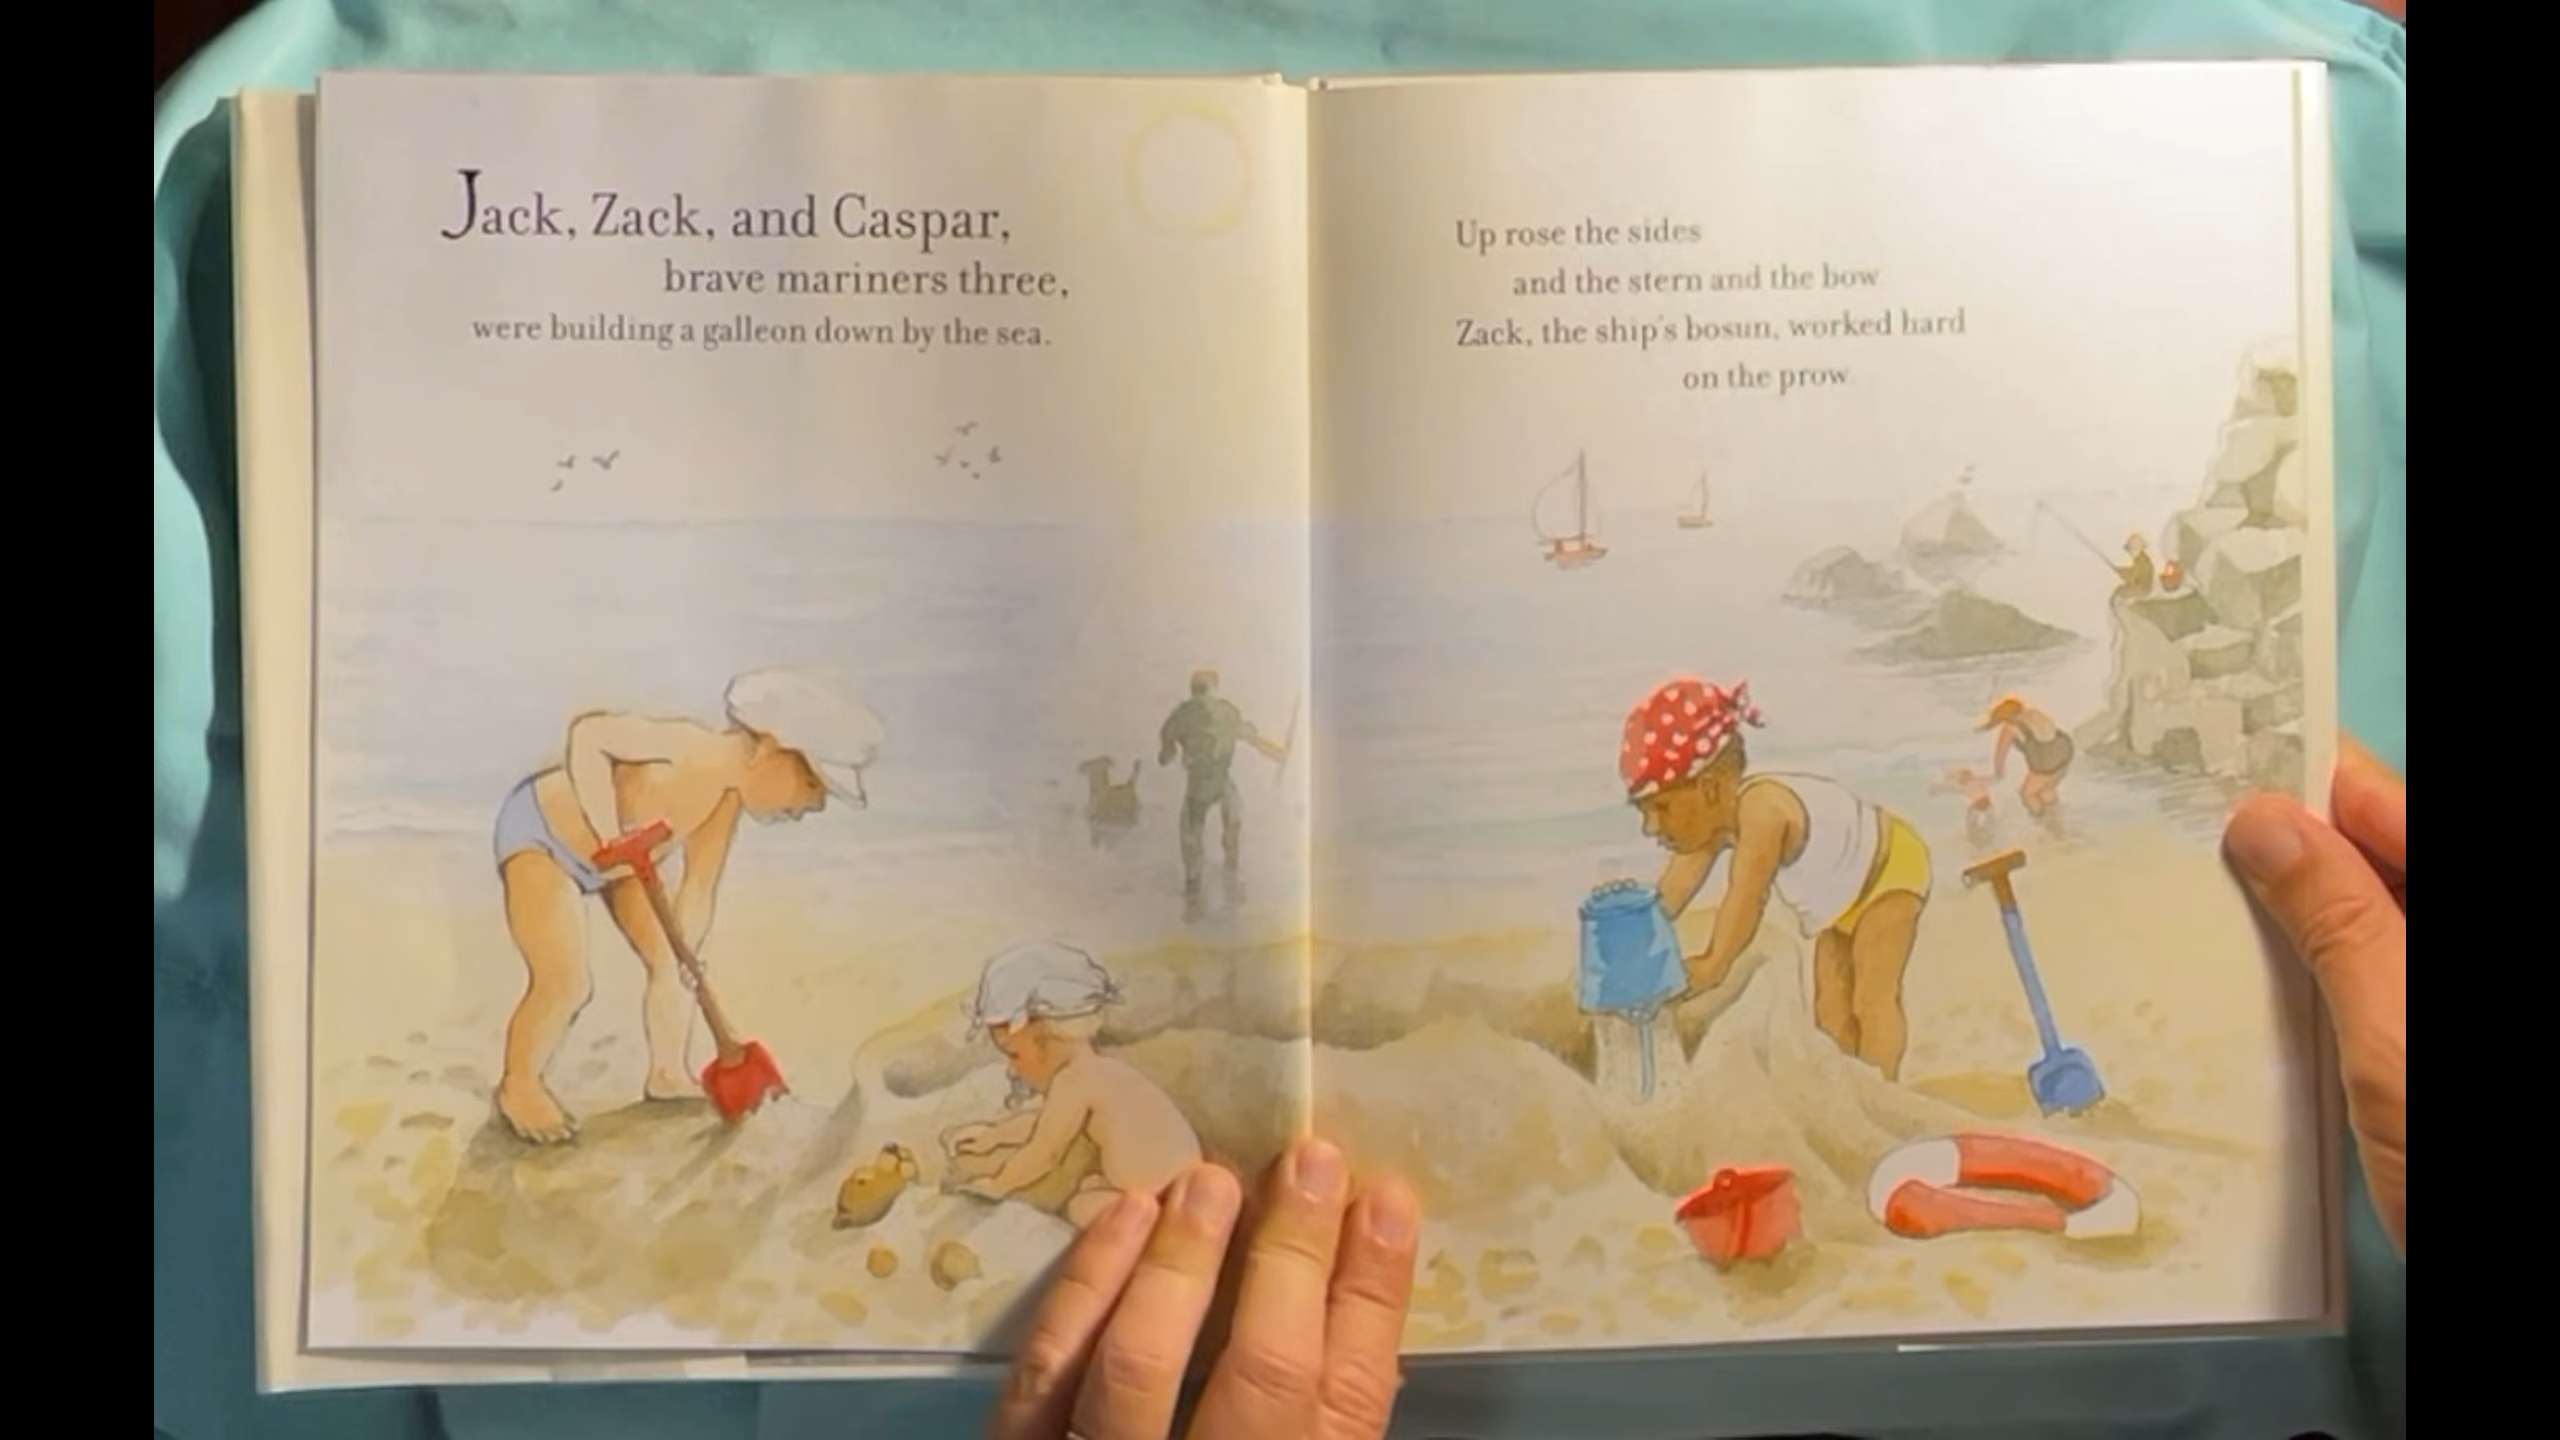 Jack, Zack, and Caspar,
brave mariners three,
were building a galleon down by the sea.
Up rose the sides
and the stern and the bow
Zack, the ship's bosun, worked hard
on the prow